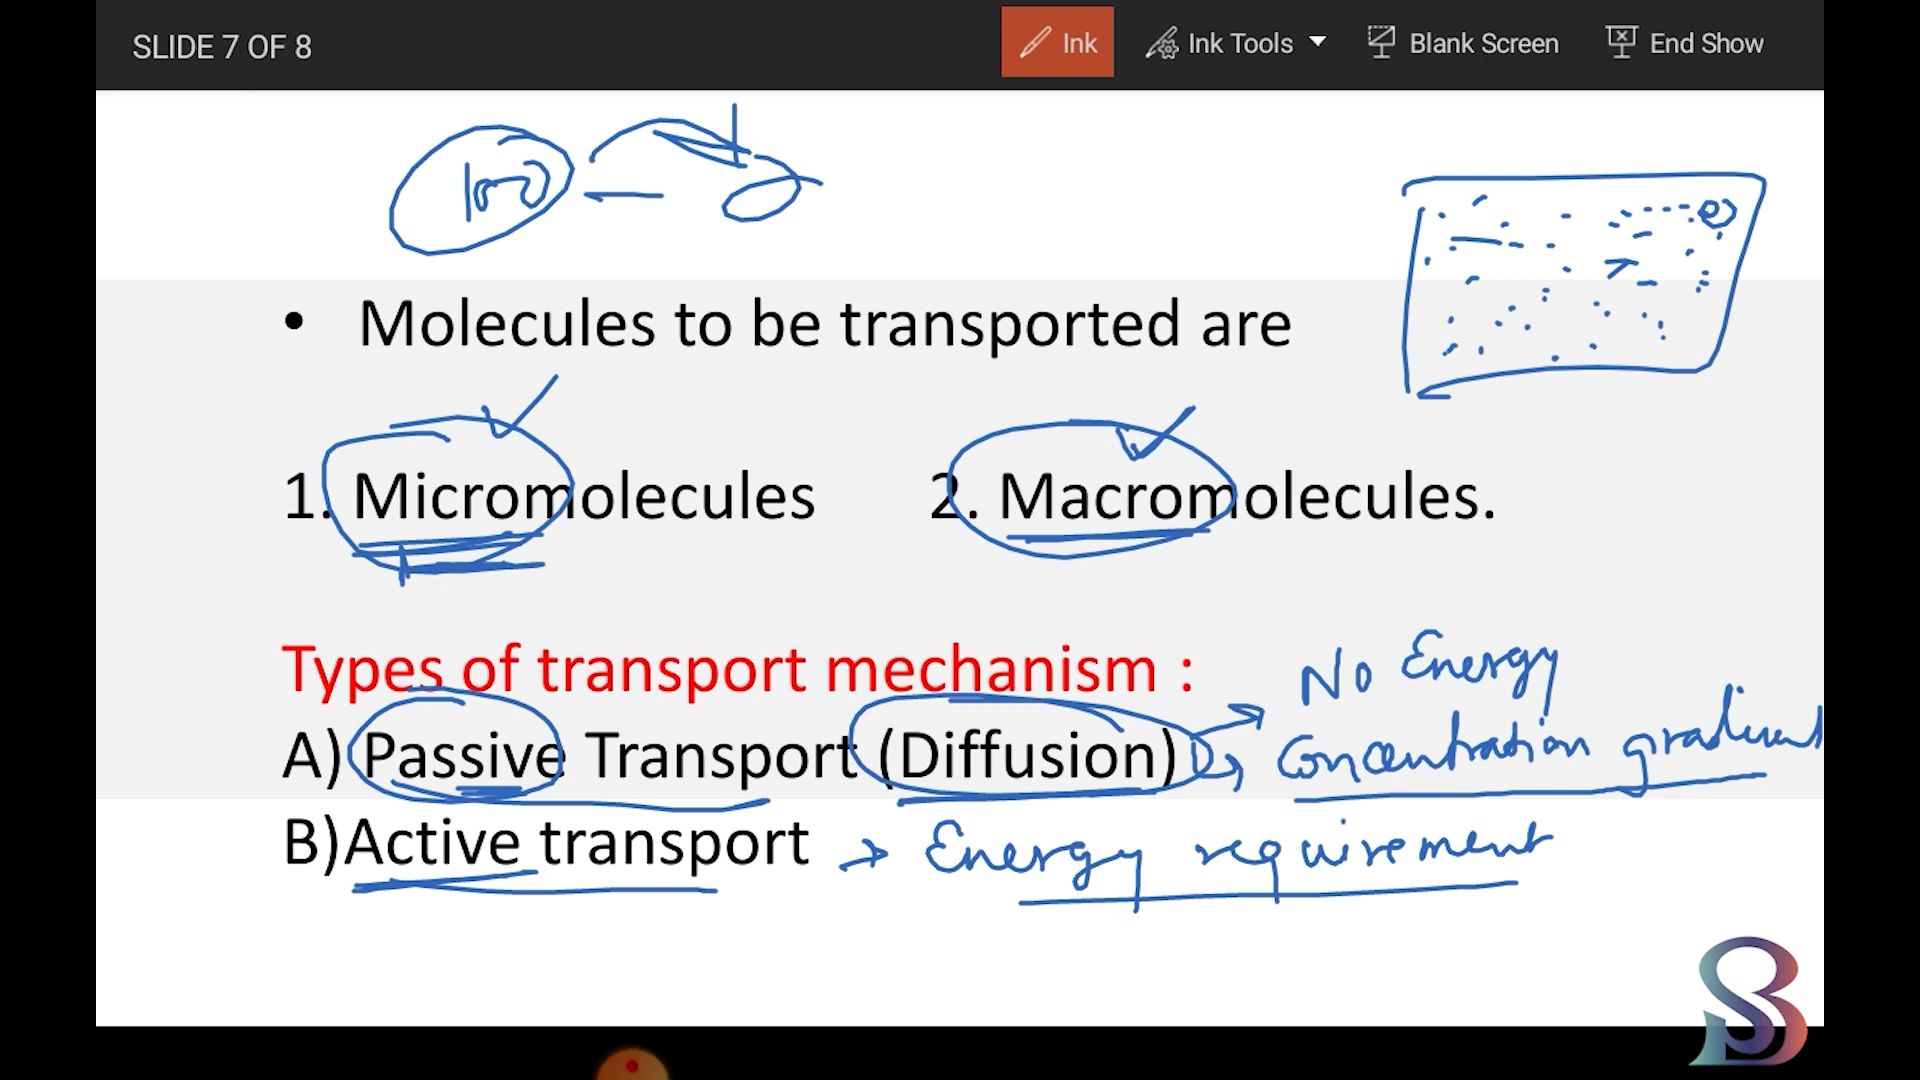 SLIDE 7 OF 8
Ink
Ink Tools
Blank Screen
End Show
100
• Molecules to be transported are
1. Micromolecules 2. Macromolecules.
Types of transport mechanism :
No Energy
A) Passive Transport (Diffusion)
Concentration gradient
B)Active transport → Energy requirement